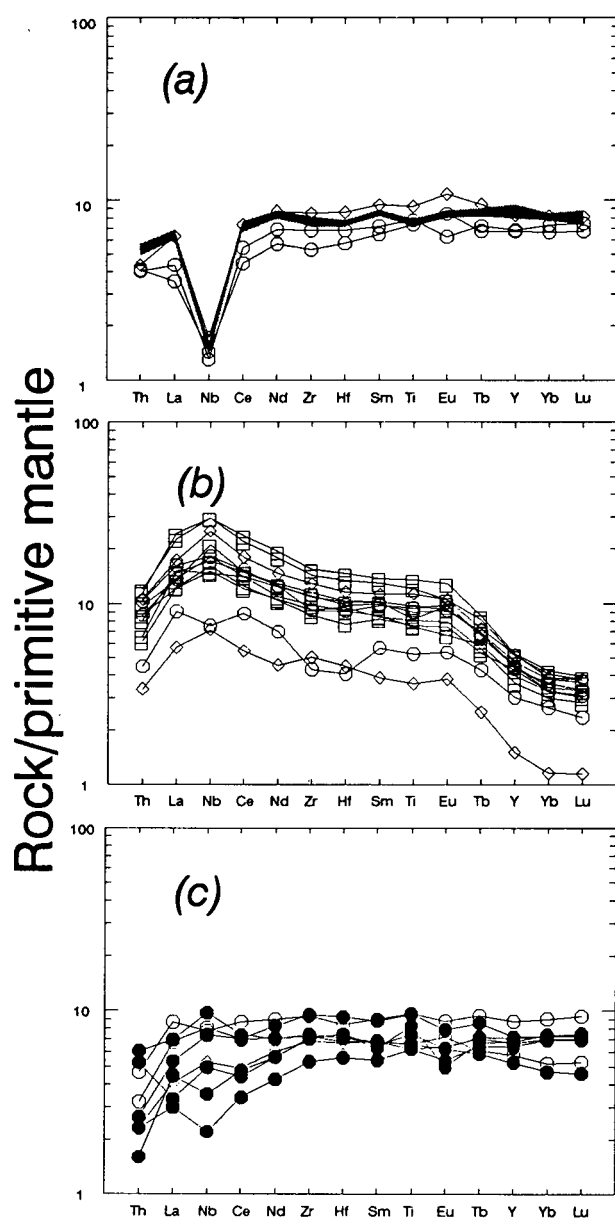 100
(a)
10
1
Th La Nb Ce Nd Zr Hf Sm Ti Eu Tb Y Yb Lu
Rock/primitive mantle
100
(b)
10
1
Th La Nb Ce Nd Zr Hf Sm Ti Eu Tb Y Yb Lu
100
(c)
10
1
Th La Nb Ce Nd Zr Hf Sm Ti Eu Tb Y Yb Lu